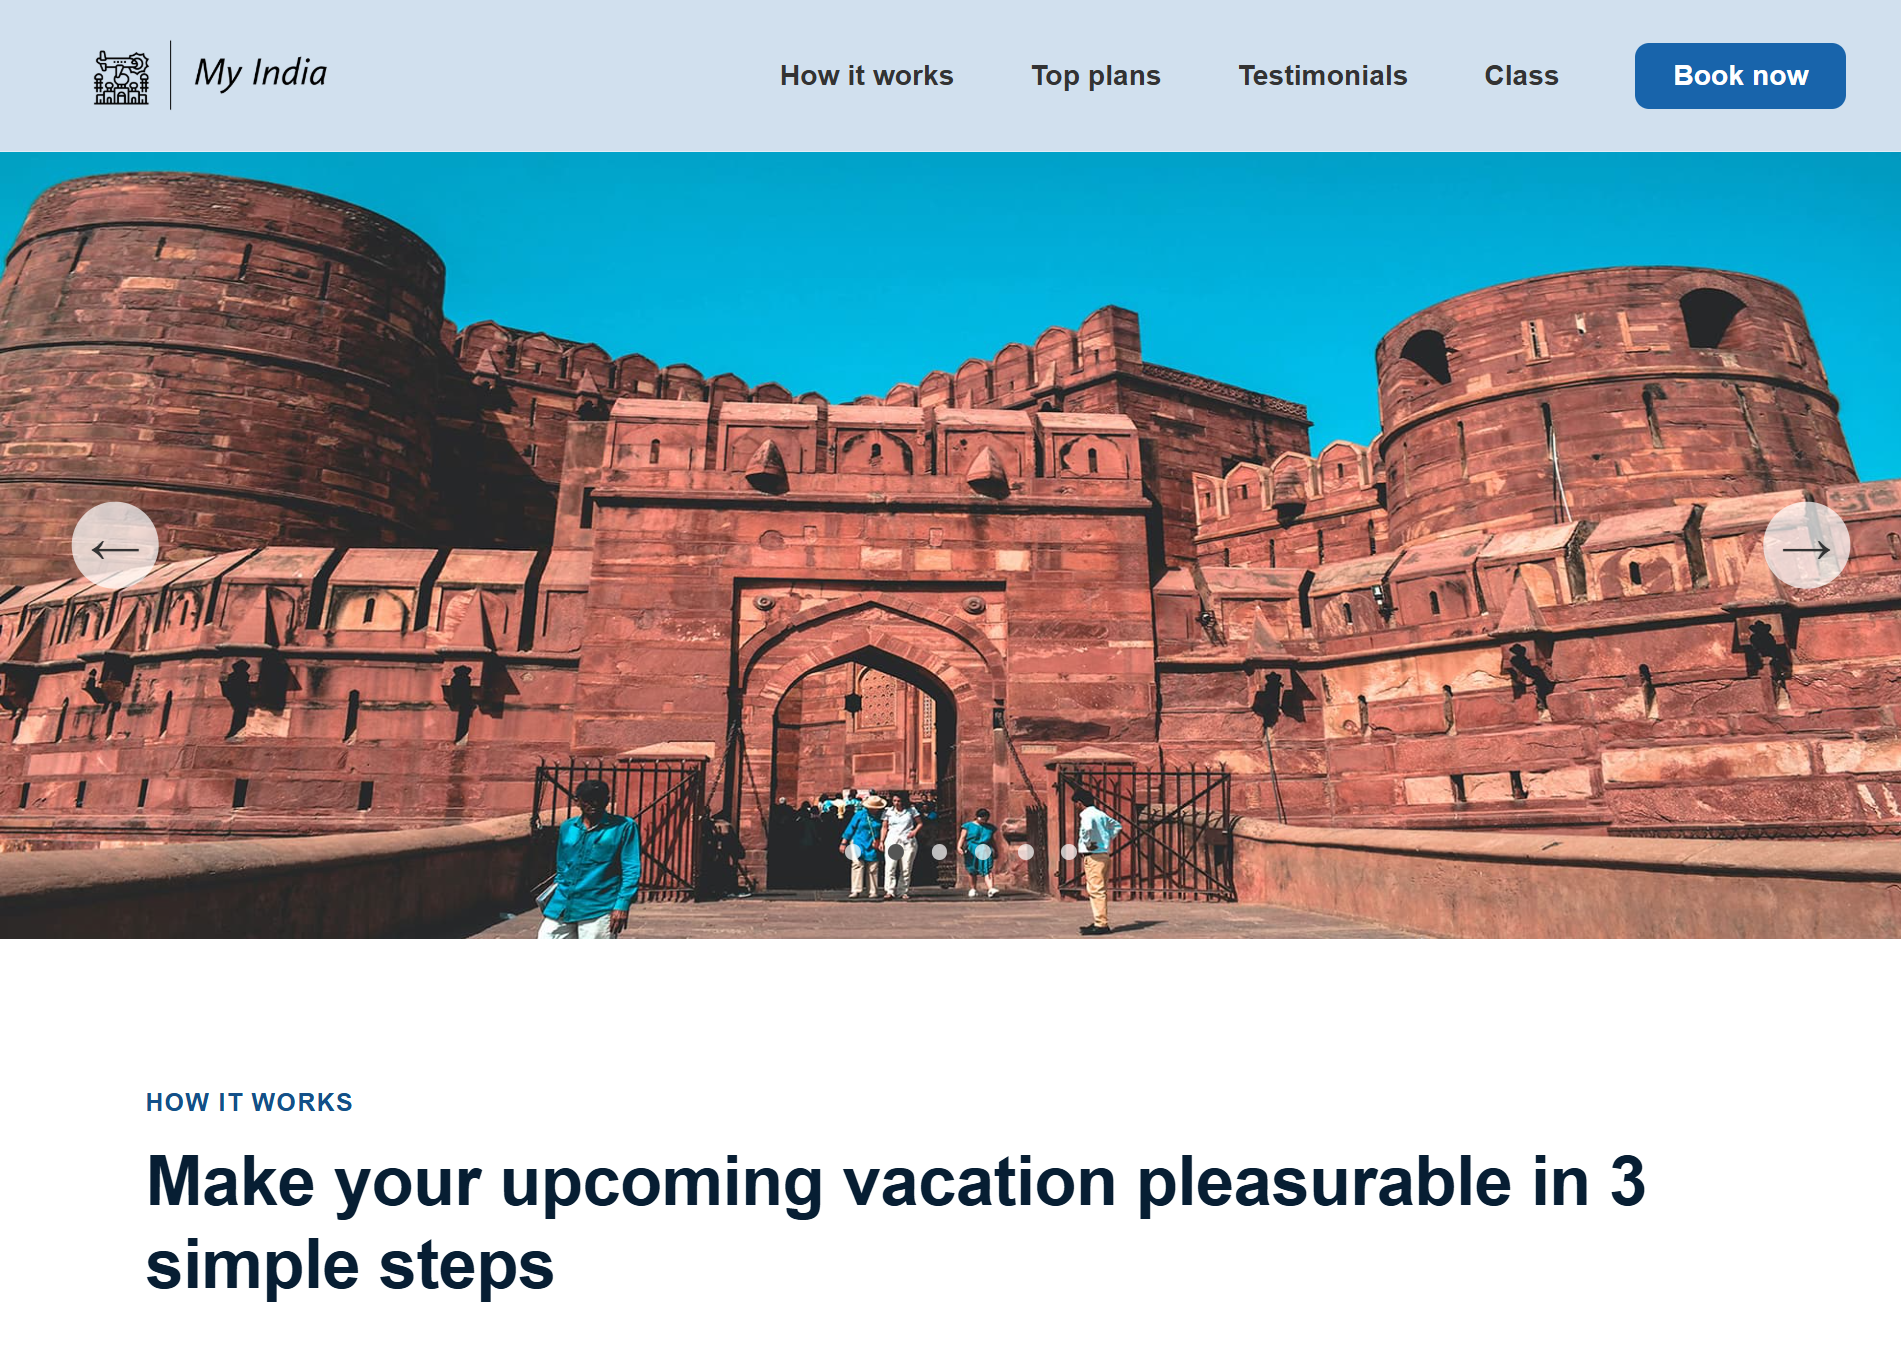 My India
How it works
Top plans
Testimonials
Class
Book now
←
→
HOW IT WORKS
Make your upcoming vacation pleasurable in 3
simple steps